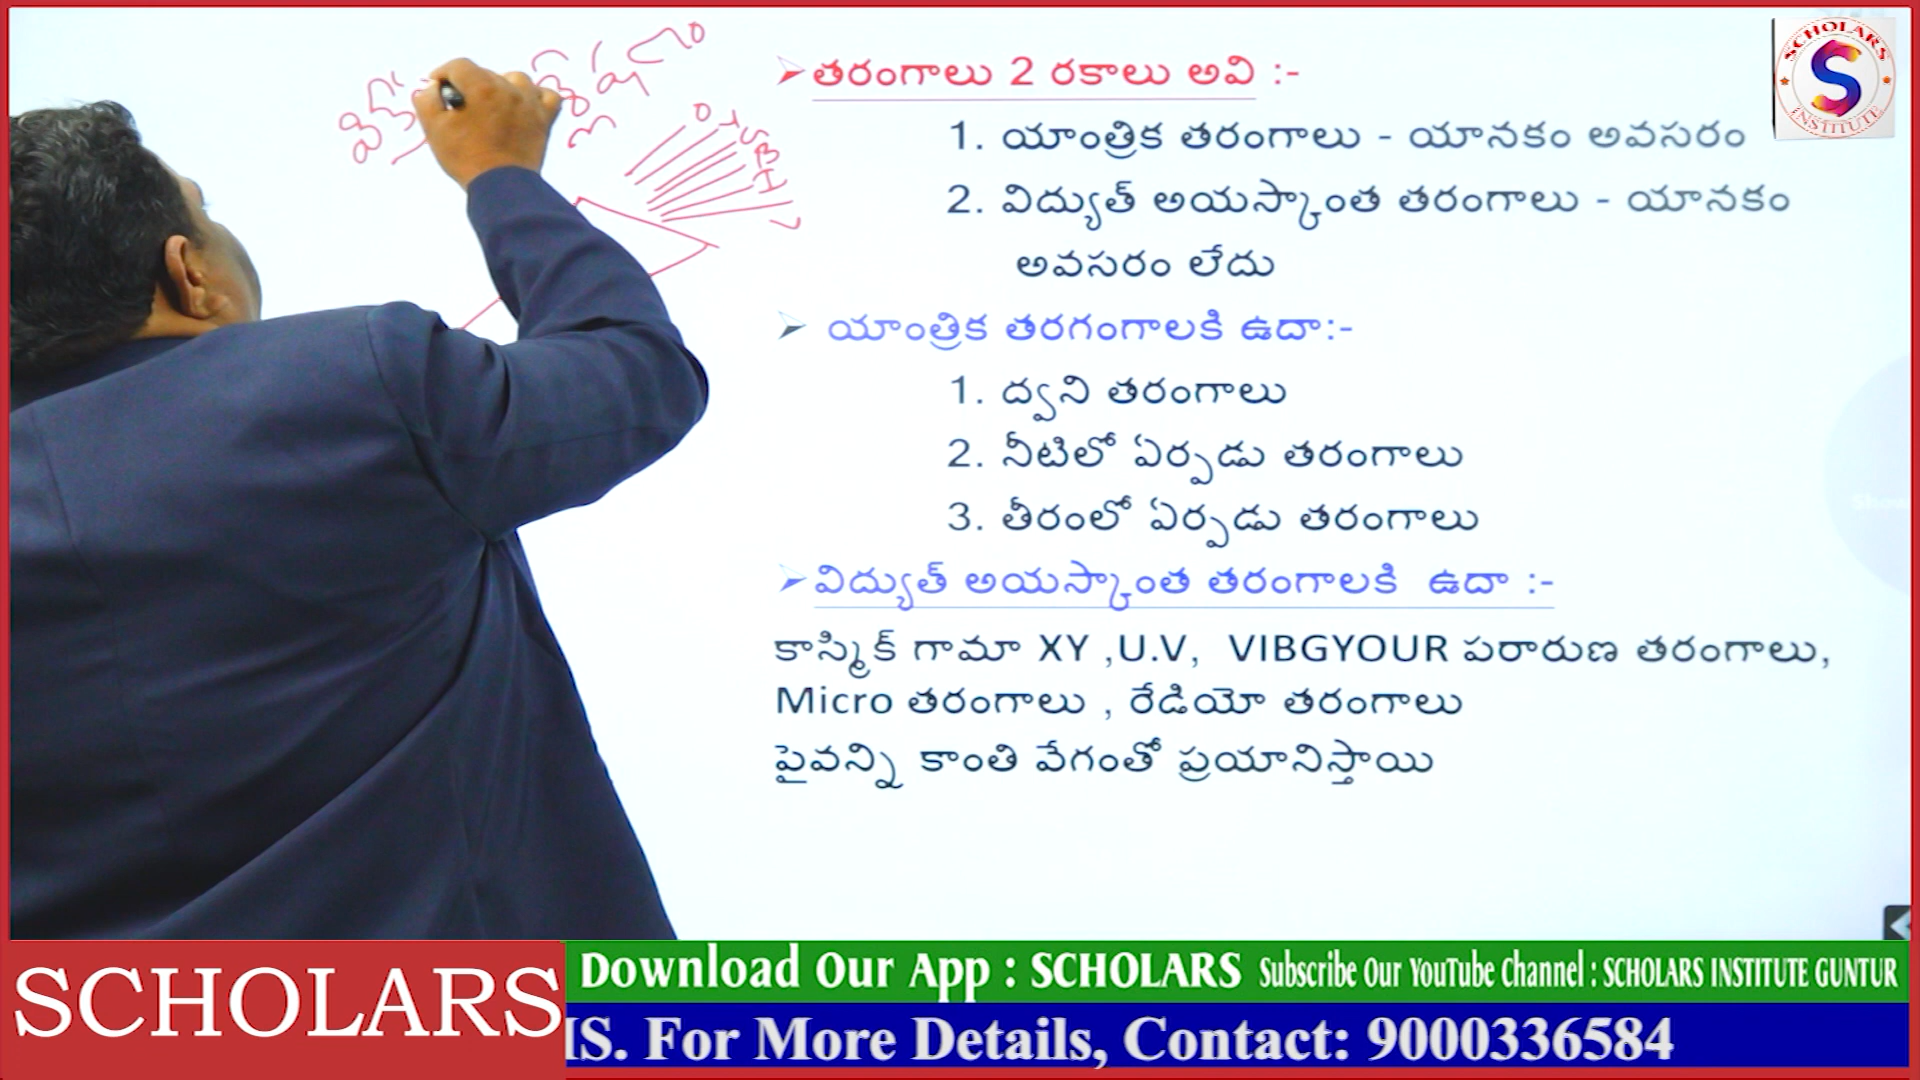 తరంగాలు 2 రకాలు అవి :-
1. యాంత్రిక తరంగాలు - యానకం అవసరం
2. విద్యుత్ అయస్కాంత తరంగాలు - యానకం
అవసరం లేదు
యాంత్రిక తరగంగాలకి ఉదా:-
1. ద్వని తరంగాలు
2. నీటిలో ఏర్పడు తరంగాలు
3. తీరంలో ఏర్పడు తరంగాలు
విద్యుత్ అయస్కాంత తరంగాలకి ఉదా :-
కాస్మిక్ గామా XY ,U.V, VIBGYOUR పరారుణ తరంగాలు,
Micro తరంగాలు , రేడియో తరంగాలు
పైవన్ని కాంతి వేగంతో ప్రయానిస్తాయి
SCHOLARS
S
INSTITUTE
SCHOLARS
Download Our App : SCHOLARS Subscribe Our YouTube Channel : SCHOLARS INSTITUTE GUNTUR
IS. For More Details, Contact: 9000336584